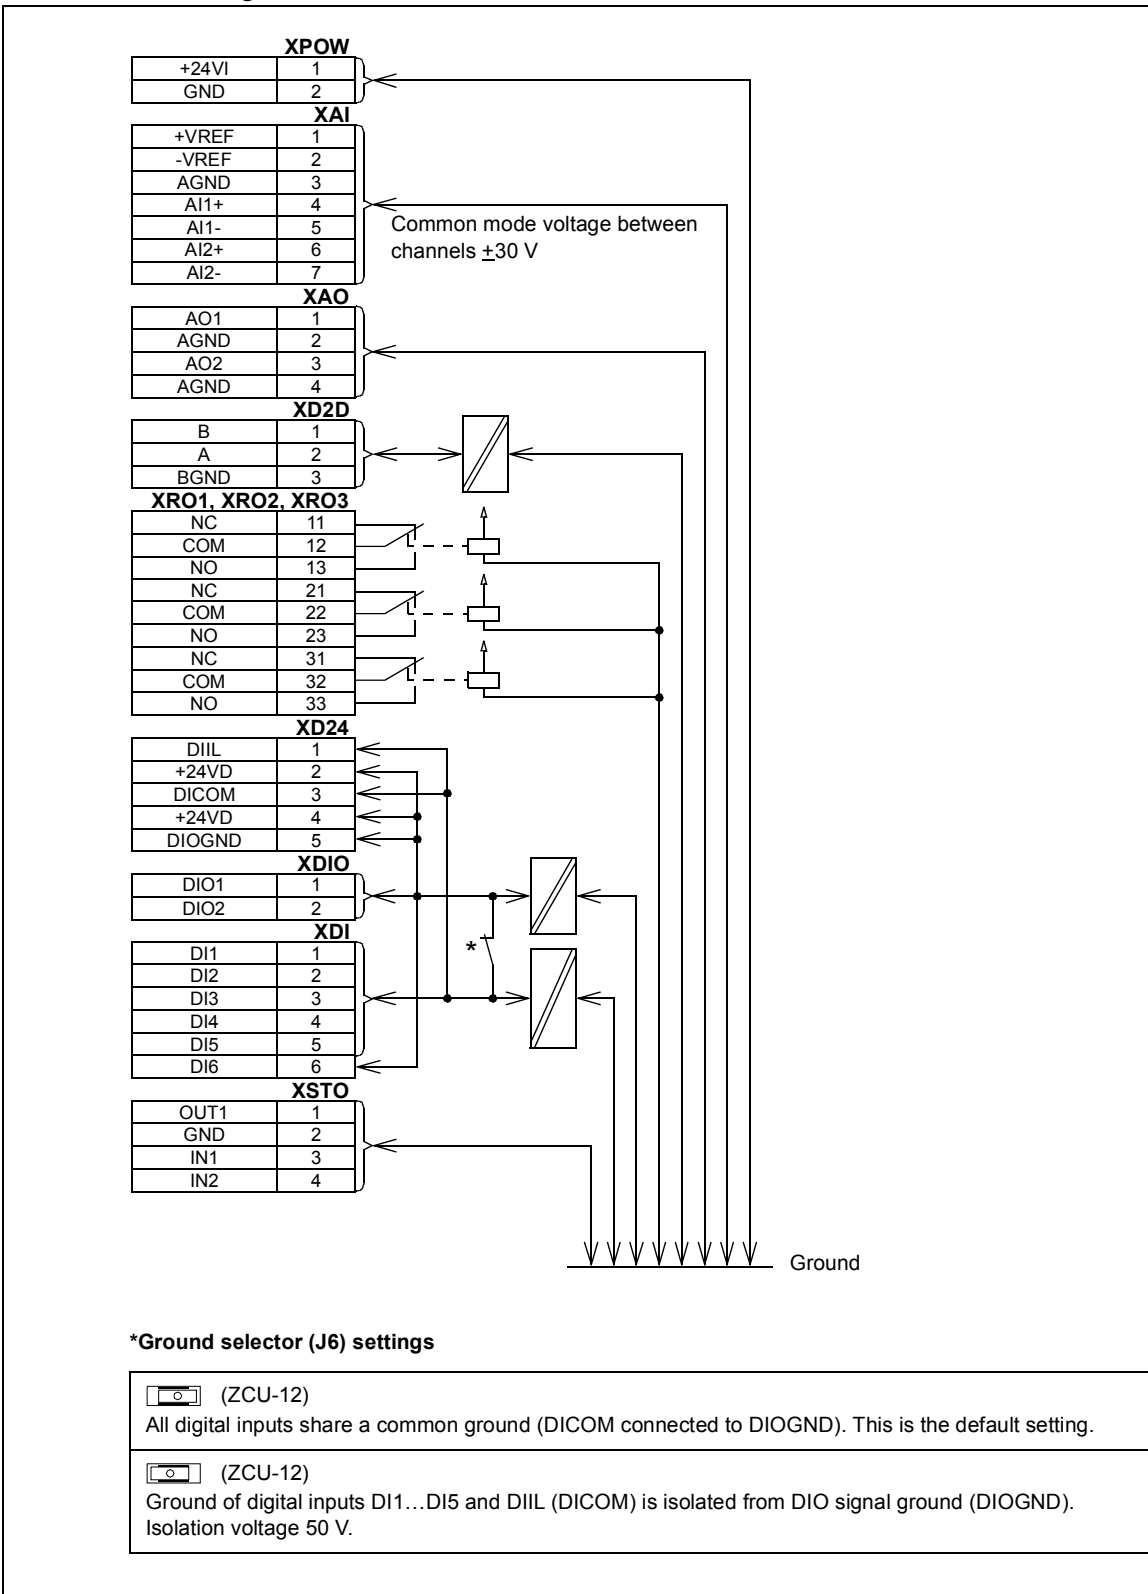 XPOW
+24VI 1
GND 2
XAI
+VREF 1
-VREF 2
AGND 3
AI1+ 4
AI1- 5
AI2+ 6
AI2- 7
Common mode voltage between
channels ±30 V
XAO
AO1 1
AGND 2
AO2 3
AGND 4
XD2D
B 1
A 2
BGND 3
XRO1, XRO2, XRO3
NC 11
COM 12
NO 13
NC 21
COM 22
NO 23
NC 31
COM 32
NO 33
XD24
DIIL 1
+24VD 2
DICOM 3
+24VD 4
DIOGND 5
XDIO
DIO1 1
DIO2 2
XDI
DI1 1
DI2 2
DI3 3
DI4 4
DI5 5
DI6 6
*
XSTO
OUT1 1
GND 2
IN1 3
IN2 4
Ground
*Ground selector (J6) settings
(ZCU-12)
All digital inputs share a common ground (DICOM connected to DIOGND). This is the default setting.
(ZCU-12)
Ground of digital inputs DI1…DI5 and DIIL (DICOM) is isolated from DIO signal ground (DIOGND).
Isolation voltage 50 V.